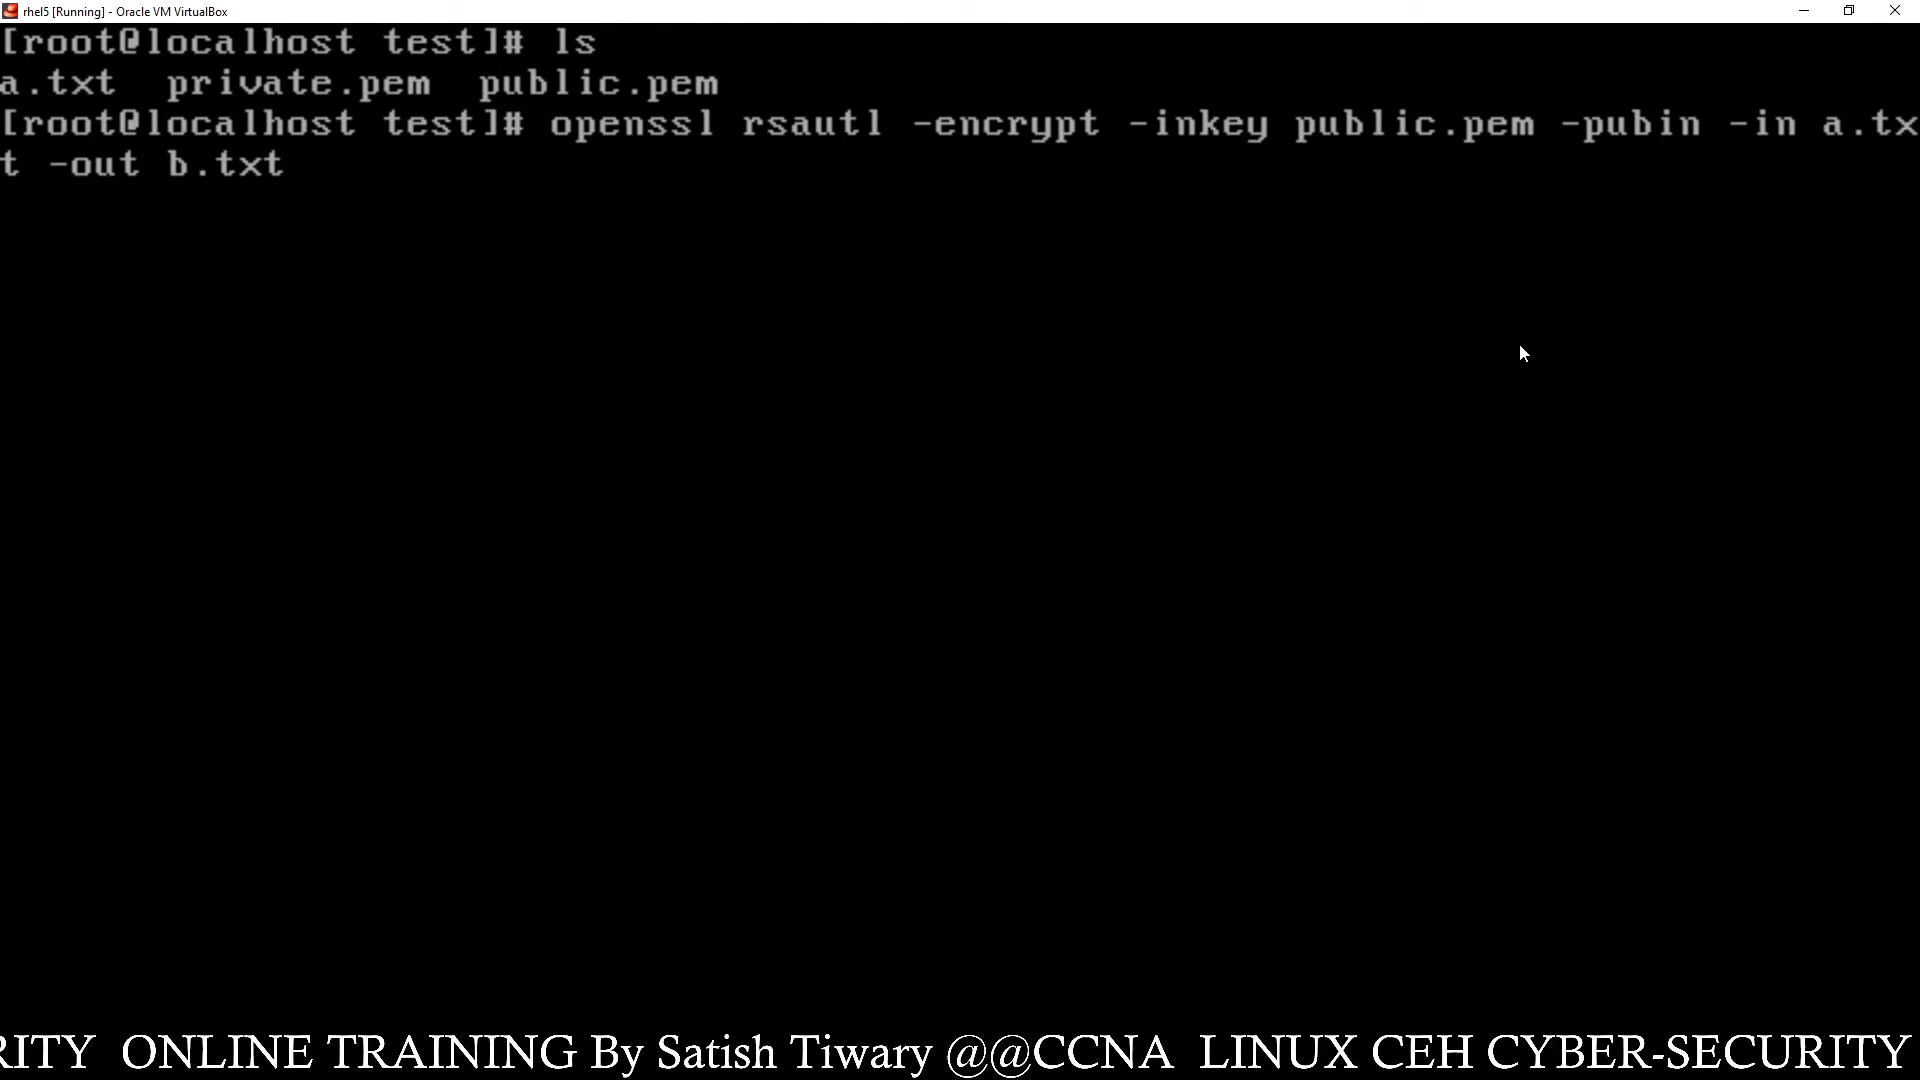 rhel5 [Running] - Oracle VM VirtualBox
[root@localhost test]# ls
a.txt  private.pem  public.pem
[root@localhost test]# openssl rsautl -encrypt -inkey public.pem -pubin -in a.tx
t -out b.txt
RITY  ONLINE TRAINING By Satish Tiwary @@CCNA  LINUX CEH CYBER-SECURITY